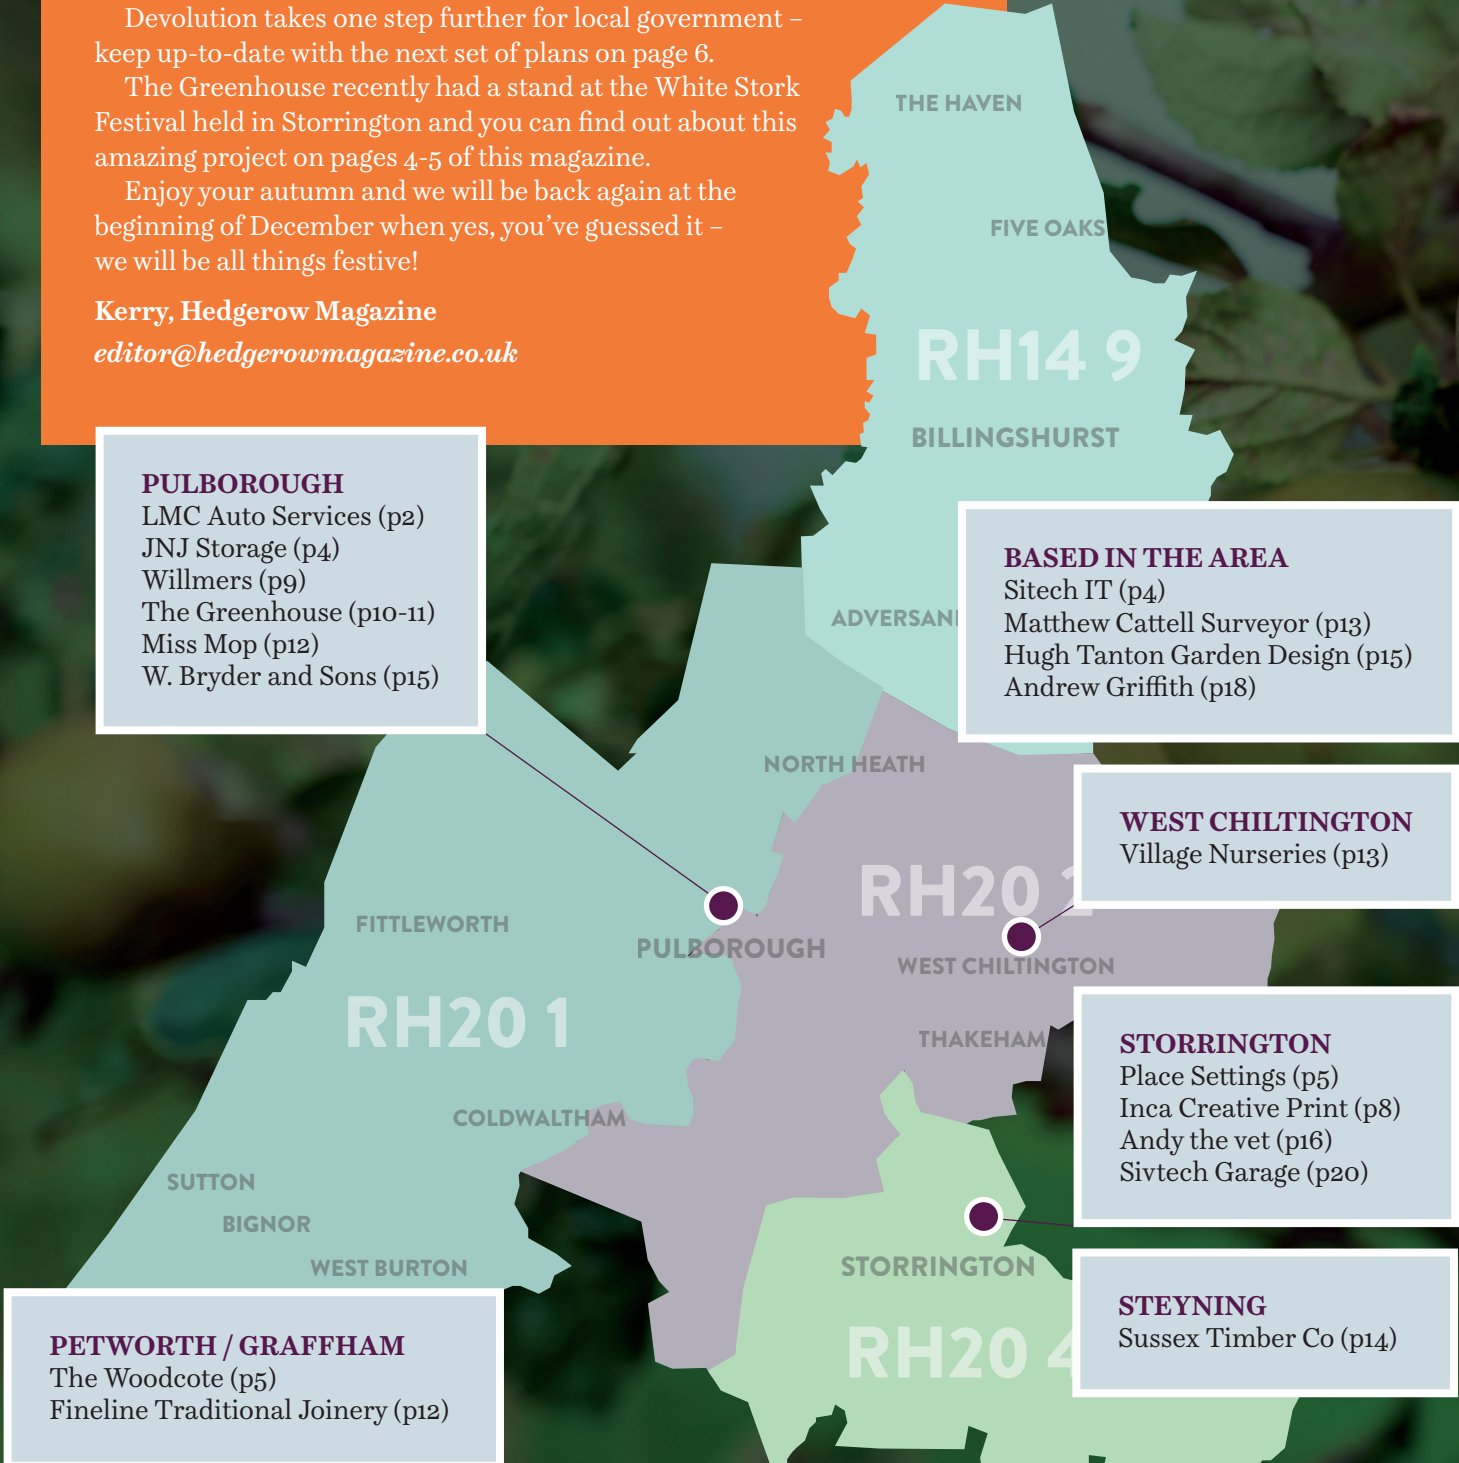 Devolution takes one step further for local government –
keep up-to-date with the next set of plans on page 6.
The Greenhouse recently had a stand at the White Stork
Festival held in Storrington and you can find out about this
amazing project on pages 4-5 of this magazine.
Enjoy your autumn and we will be back again at the
beginning of December when yes, you’ve guessed it –
we will be all things festive!
Kerry, Hedgerow Magazine
editor@hedgerowmagazine.co.uk
THE HAVEN
FIVE OAKS
RH14 9
BILLINGSHURST
PULBOROUGH
LMC Auto Services (p2)
JNJ Storage (p4)
Willmers (p9)
The Greenhouse (p10-11)
Miss Mop (p12)
W. Bryder and Sons (p15)
BASED IN THE AREA
Sitech IT (p4)
Matthew Cattell Surveyor (p13)
Hugh Tanton Garden Design (p15)
Andrew Griffith (p18)
NORTH HEATH
WEST CHILTINGTON
Village Nurseries (p13)
RH20 2
FITTLEWORTH
PULBOROUGH
WEST CHILTINGTON
RH20 1
THAKEHAM
STORRINGTON
Place Settings (p5)
Inca Creative Print (p8)
Andy the vet (p16)
Sivtech Garage (p20)
COLDWALTHAM
SUTTON
BIGNOR
WEST BURTON
STORRINGTON
RH20 4
STEYNING
Sussex Timber Co (p14)
PETWORTH / GRAFFHAM
The Woodcote (p5)
Fineline Traditional Joinery (p12)